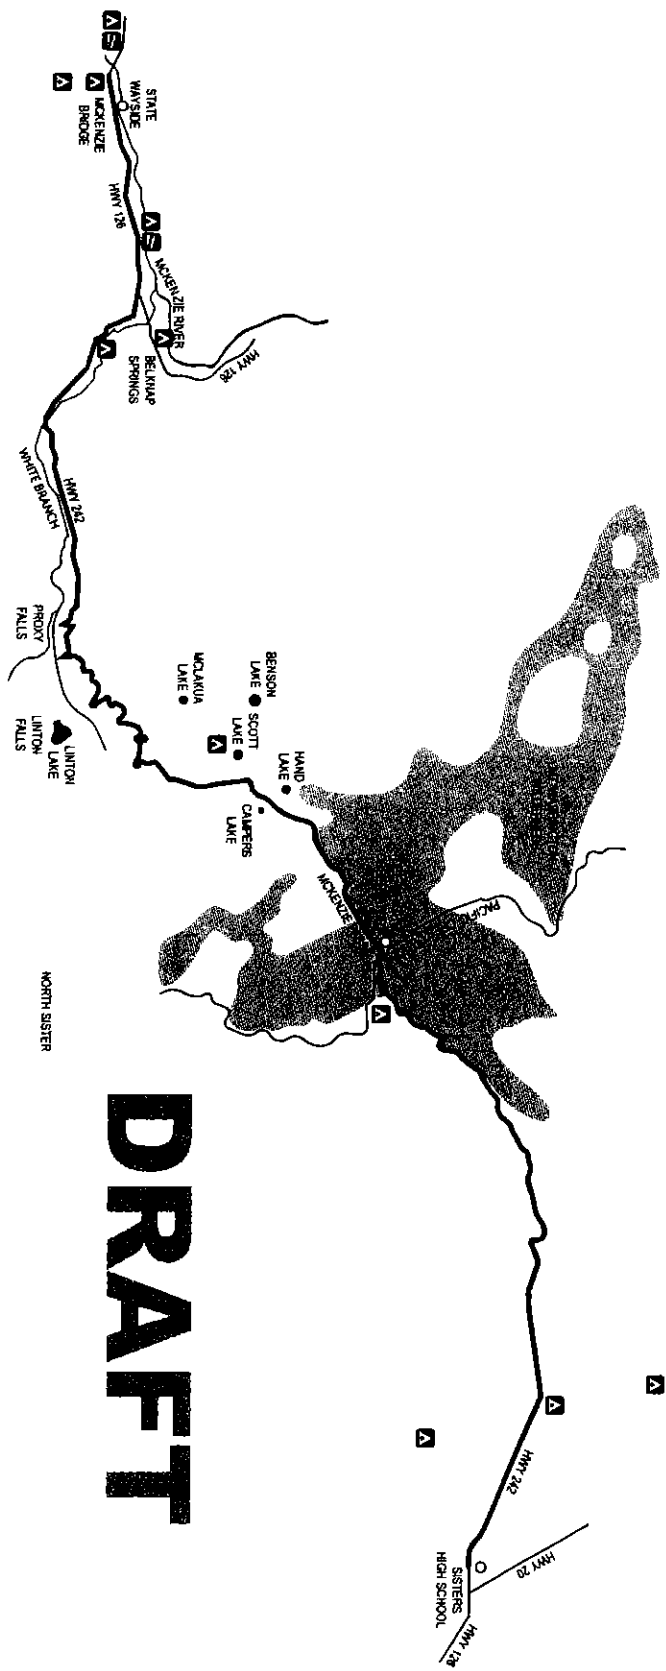 STATE
WAYSIDE
MCKENZIE
BRIDGE
HWY 126
MCKENZIE RIVER
HWY 126
BELKNAP
SPRINGS
WHITE BRANCH
HWY 242
PROXY
FALLS
LINTON
LAKE
LINTON
FALLS
BENSON
LAKE
MCLAKUA
LAKE
SCOTT
LAKE
HAND
LAKE
CAMPERS
LAKE
MCKENZIE
PACIFIC
NORTH SISTER
DRAFT
HWY 242
HWY 20
SISTERS
HIGH SCHOOL
HWY 126